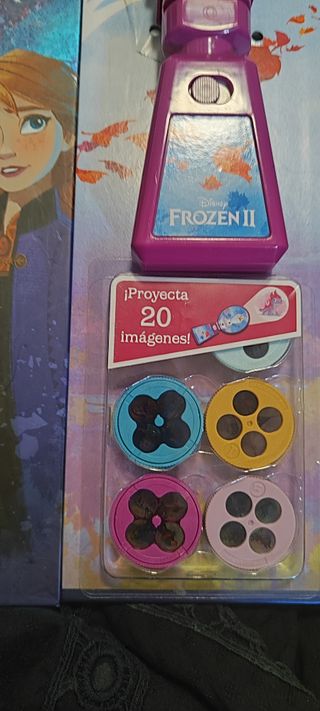 Disney
FROZEN II
¡Proyecta
20
imágenes!